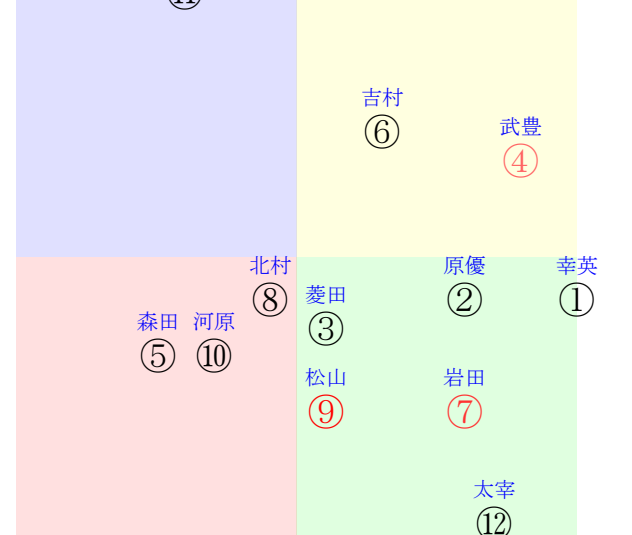 ⑪
吉村
⑥
武豊
④
北村
⑧
原優
②
幸英
①
菱田
③
森田
⑤
河原
⑩
松山
⑨
岩田
⑦
太宰
⑫